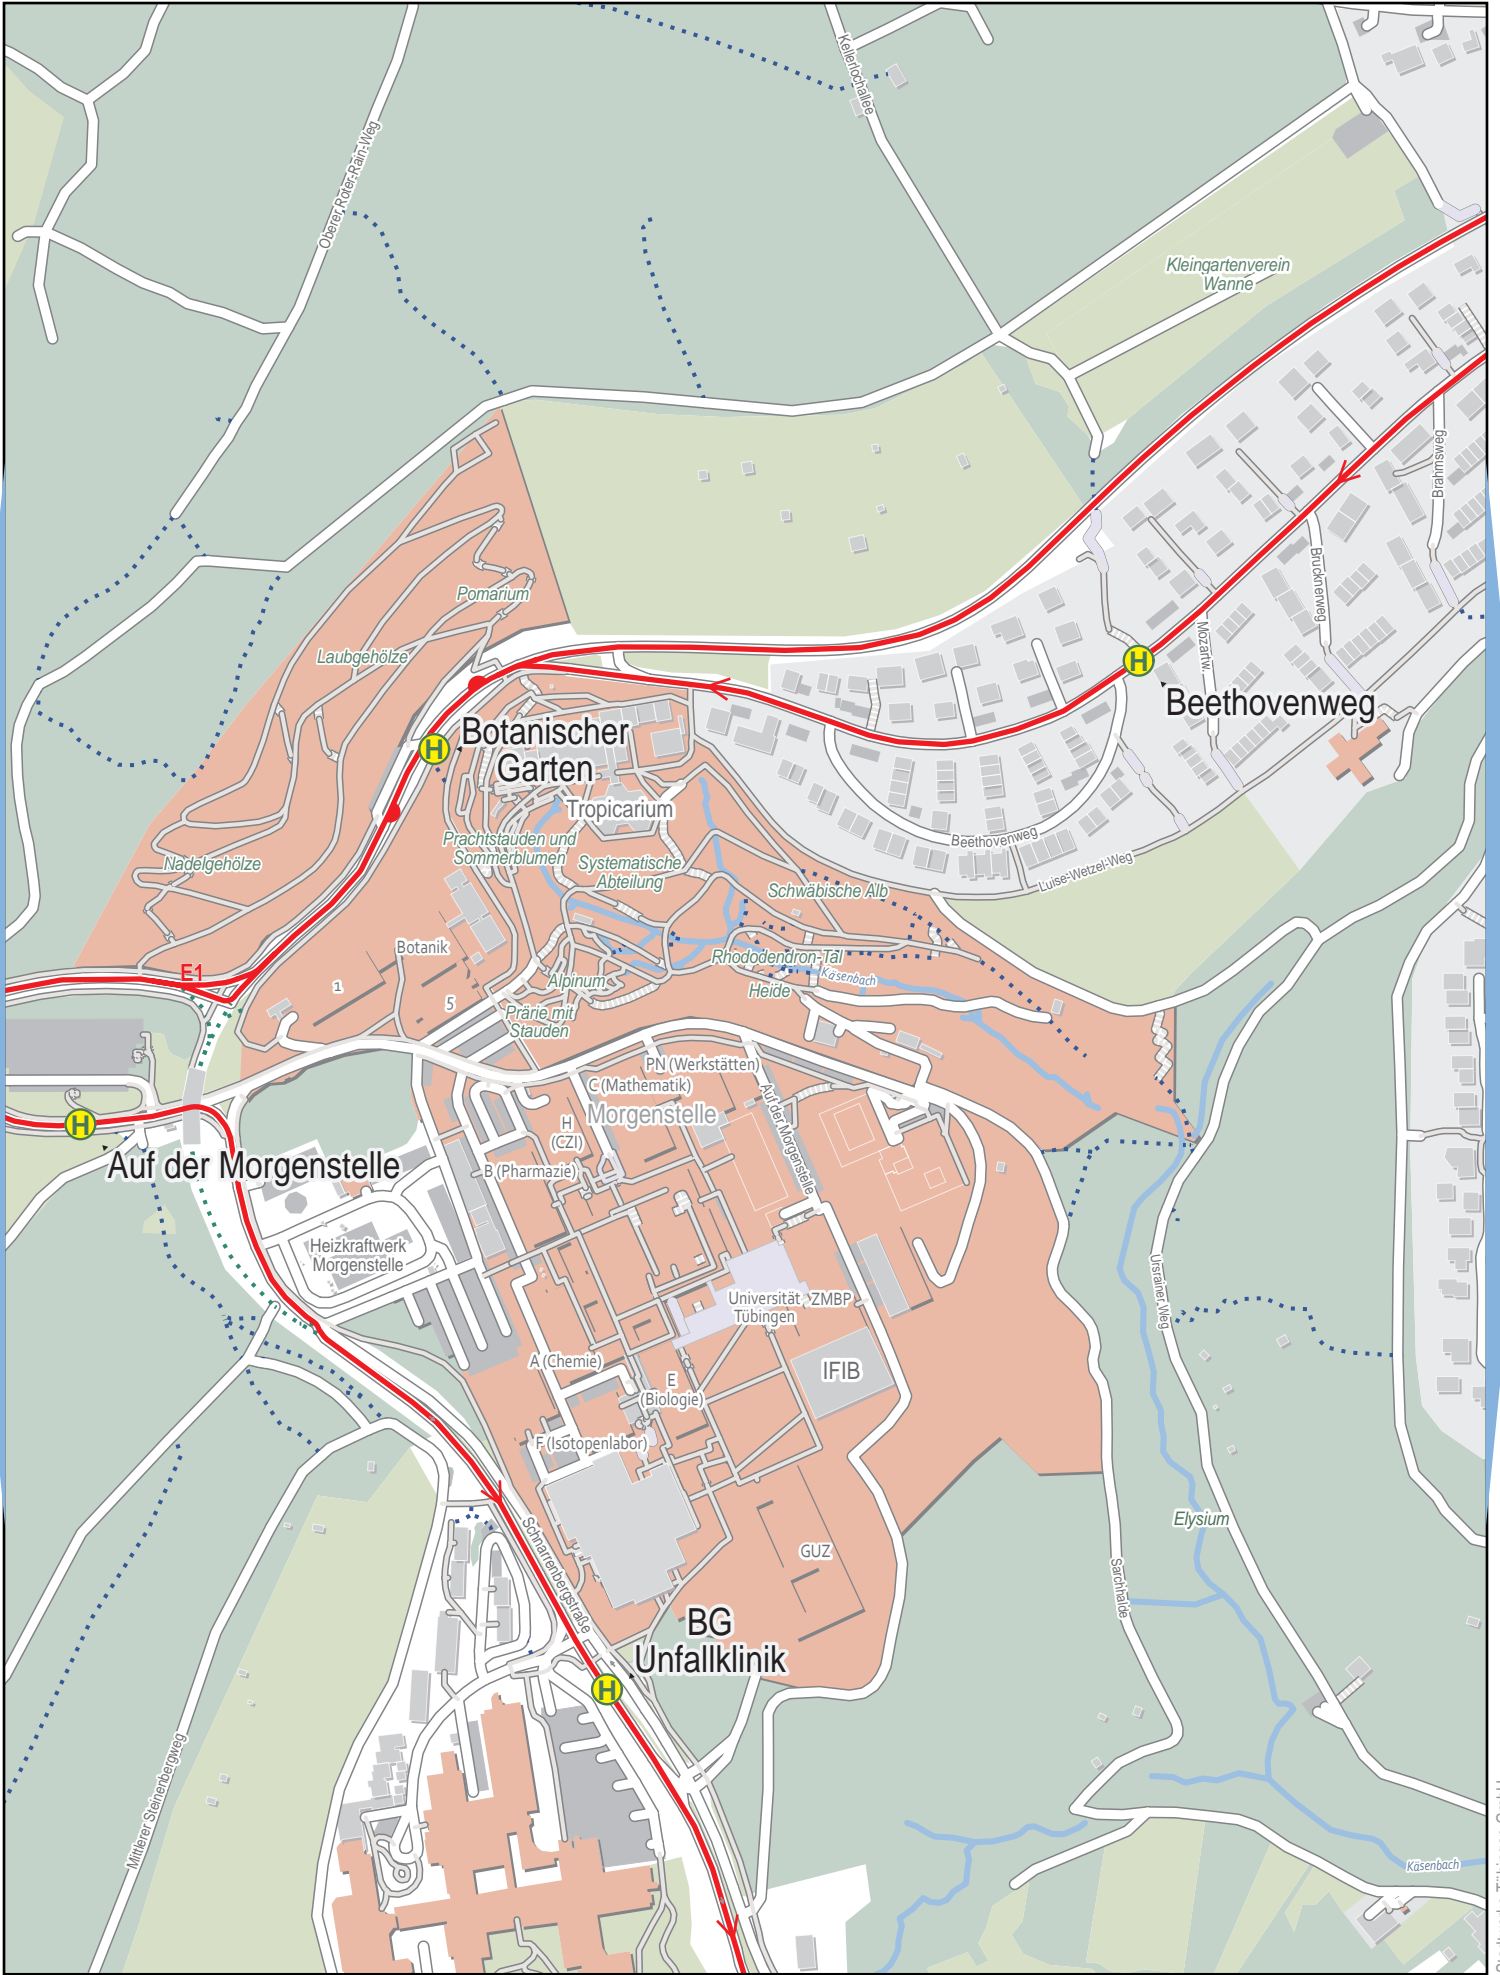 Kellerlochallee
Oberer-Roter-Rain-Weg
Kleingartenverein
Wanne
Brahmsweg
Brucknerweg
Mozartw.
Pomarium
Laubgehölze
H
Beethovenweg
Botanischer
Garten
H
Tropicarium
Prachtstauden und
Sommerblumen
Systematische
Abteilung
Nadelgehölze
Beethovenweg
Luise-Wetzel-Weg
Schwäbische Alb
Botanik
Rhododendron-Tal
Käsenbach
E1
1
5
Alpinum
Heide
Prärie mit
Stauden
PN (Werkstätten)
C (Mathematik)
Morgenstelle
H
(CZI)
B (Pharmazie)
Auf der Morgenstelle
H
Auf der Morgenstelle
Heizkraftwerk
Morgenstelle
Universität
Tübingen
ZMBP
Ursrainer Weg
A (Chemie)
E
(Biologie)
IFIB
F (Isotopenlabor)
Schnarrenbergstraße
GUZ
Elysium
Sarchhalde
BG
Unfallklinik
H
Mittlerer Steinenbergweg
Käsenbach